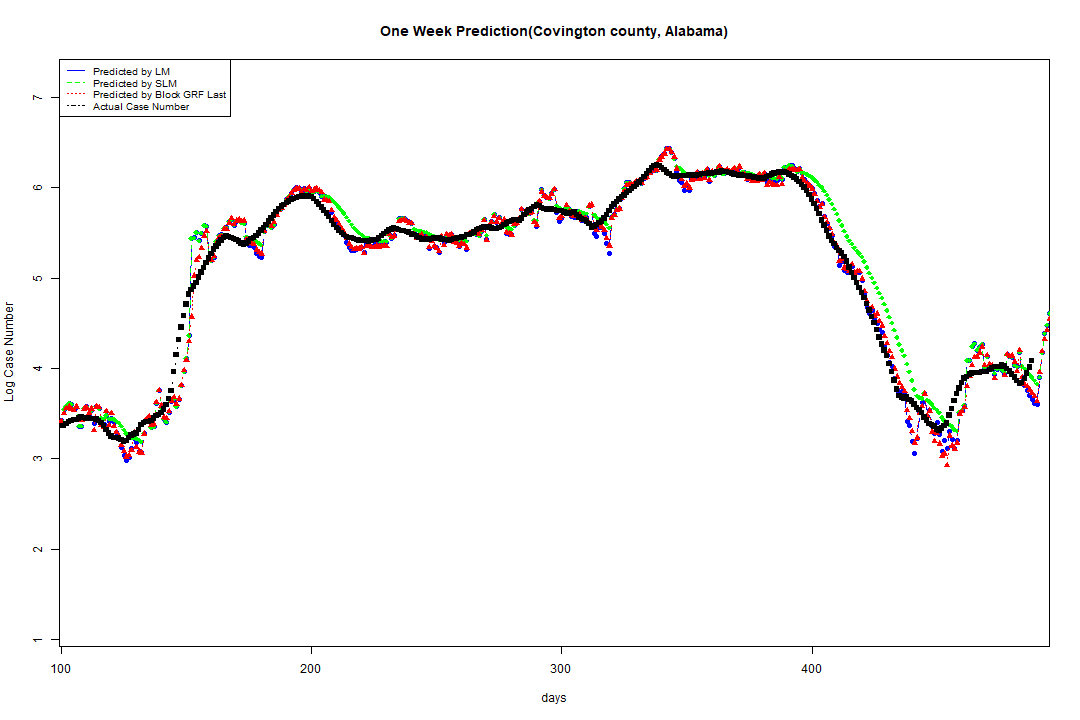 One Week Prediction(Covington county, Alabama)
Predicted by LM
Predicted by SLM
Predicted by Block GRF Last
Actual Case Number
7
6
5
4
3
2
1
Log Case Number
100 200 300 400
days